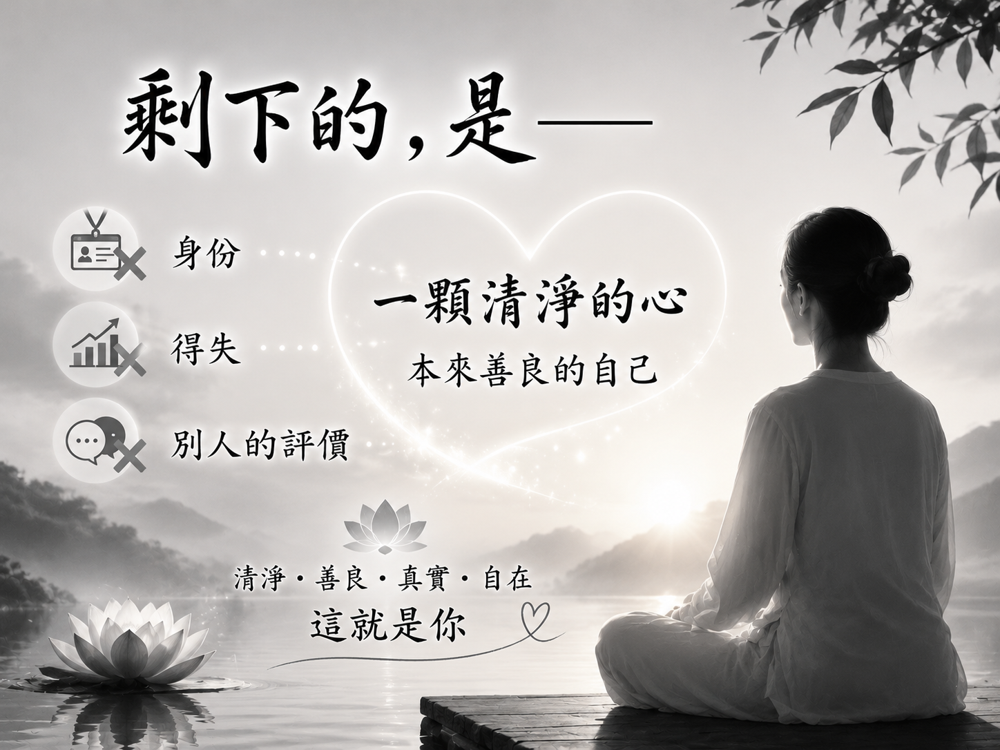 剩下的，是——
身份
得失
別人的評價
一顆清淨的心
本來善良的自己
清淨・善良・真實・自在
這就是你